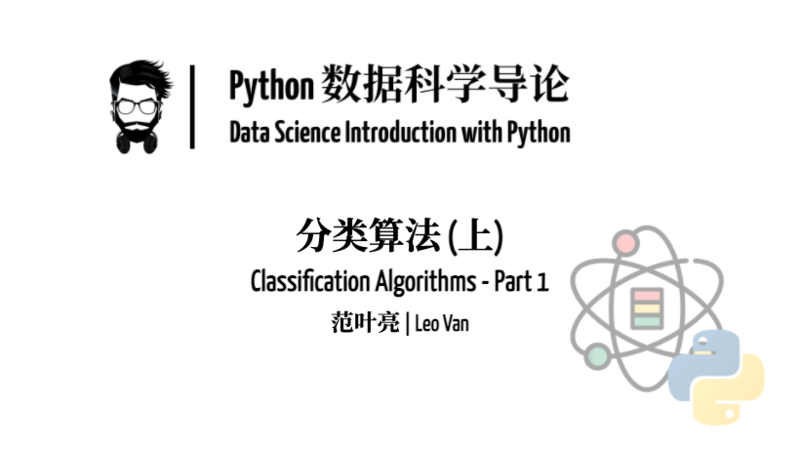 Python 数据科学导论
Data Science Introduction with Python
分类算法 (上)
Classification Algorithms - Part 1
范叶亮 | Leo Van